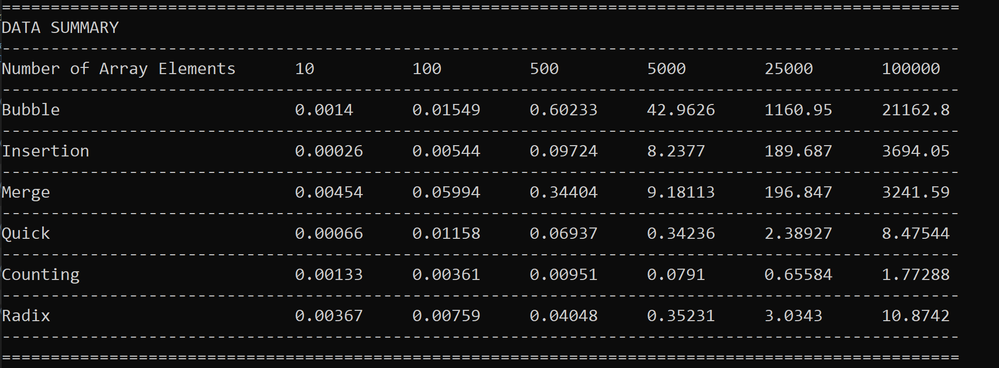 ==================================================================================================
DATA SUMMARY
--------------------------------------------------------------------------------------------------
Number of Array Elements      10          100         500         5000        25000       100000
--------------------------------------------------------------------------------------------------
Bubble                        0.0014      0.01549     0.60233     42.9626     1160.95     21162.8
--------------------------------------------------------------------------------------------------
Insertion                     0.00026     0.00544     0.09724     8.2377      189.687     3694.05
--------------------------------------------------------------------------------------------------
Merge                         0.00454     0.05994     0.34404     9.18113     196.847     3241.59
--------------------------------------------------------------------------------------------------
Quick                         0.00066     0.01158     0.06937     0.34236     2.38927     8.47544
--------------------------------------------------------------------------------------------------
Counting                      0.00133     0.00361     0.00951     0.0791      0.65584     1.77288
--------------------------------------------------------------------------------------------------
Radix                         0.00367     0.00759     0.04048     0.35231     3.0343      10.8742
--------------------------------------------------------------------------------------------------
==================================================================================================